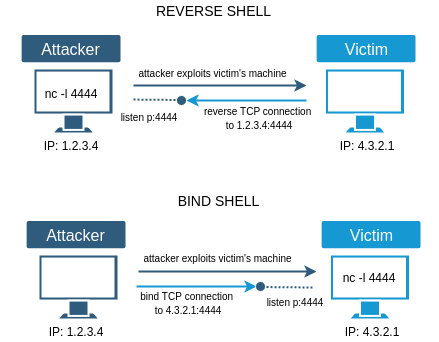 REVERSE SHELL
Attacker
Victim
attacker exploits victim's machine
nc -l 4444
listen p:4444
reverse TCP connection
to 1.2.3.4:4444
IP: 1.2.3.4
IP: 4.3.2.1
BIND SHELL
Attacker
Victim
attacker exploits victim's machine
nc -l 4444
bind TCP connection
to 4.3.2.1:4444
listen p:4444
IP: 1.2.3.4
IP: 4.3.2.1